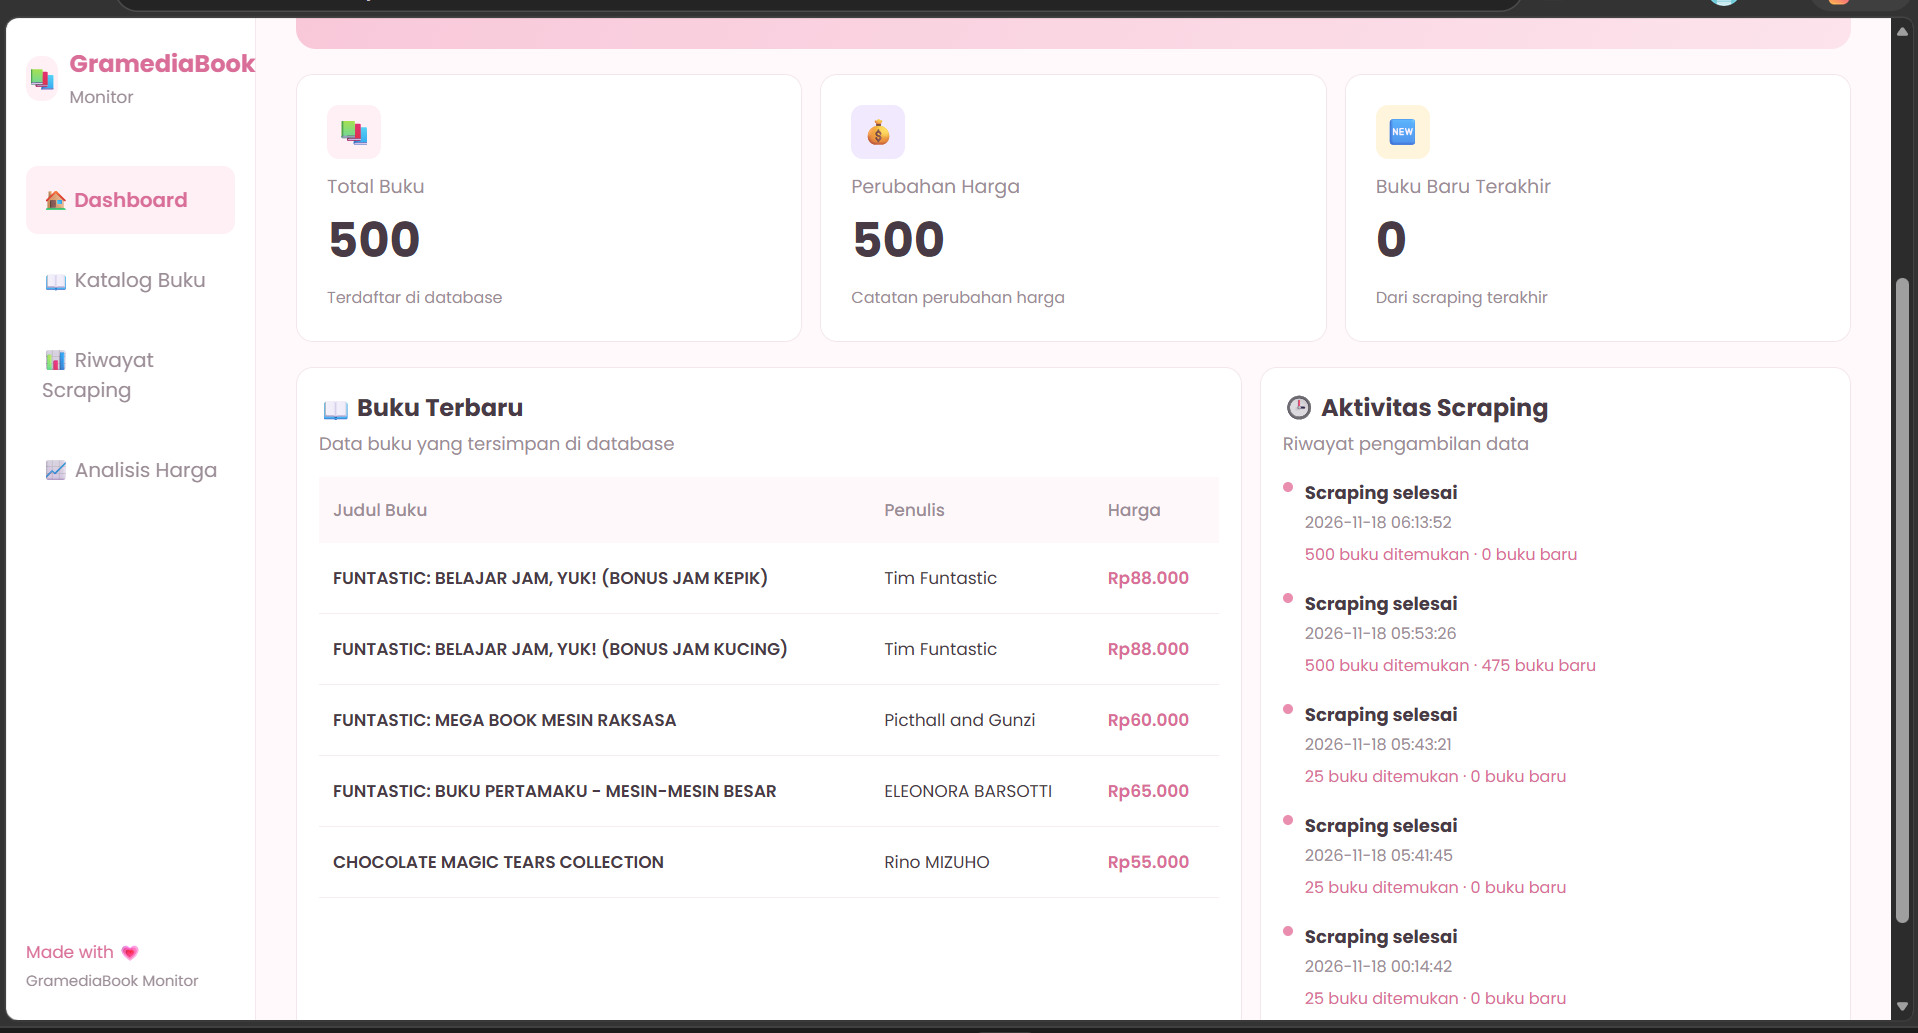 GramediaBook
Monitor
Dashboard
Katalog Buku
Riwayat
Scraping
Analisis Harga
Made with
GramediaBook Monitor
Total Buku
500
Terdaftar di database
Perubahan Harga
500
Catatan perubahan harga
NEW
Buku Baru Terakhir
0
Dari scraping terakhir
Buku Terbaru
Data buku yang tersimpan di database
Judul Buku Penulis Harga
FUNTASTIC: BELAJAR JAM, YUK! (BONUS JAM KEPIK) Tim Funtastic Rp88.000
FUNTASTIC: BELAJAR JAM, YUK! (BONUS JAM KUCING) Tim Funtastic Rp88.000
FUNTASTIC: MEGA BOOK MESIN RAKSASA Picthall and Gunzi Rp60.000
FUNTASTIC: BUKU PERTAMAKU - MESIN-MESIN BESAR ELEONORA BARSOTTI Rp65.000
CHOCOLATE MAGIC TEARS COLLECTION Rino MIZUHO Rp55.000
Aktivitas Scraping
Riwayat pengambilan data
Scraping selesai
2026-11-18 06:13:52
500 buku ditemukan · 0 buku baru
Scraping selesai
2026-11-18 05:53:26
500 buku ditemukan · 475 buku baru
Scraping selesai
2026-11-18 05:43:21
25 buku ditemukan · 0 buku baru
Scraping selesai
2026-11-18 05:41:45
25 buku ditemukan · 0 buku baru
Scraping selesai
2026-11-18 00:14:42
25 buku ditemukan · 0 buku baru